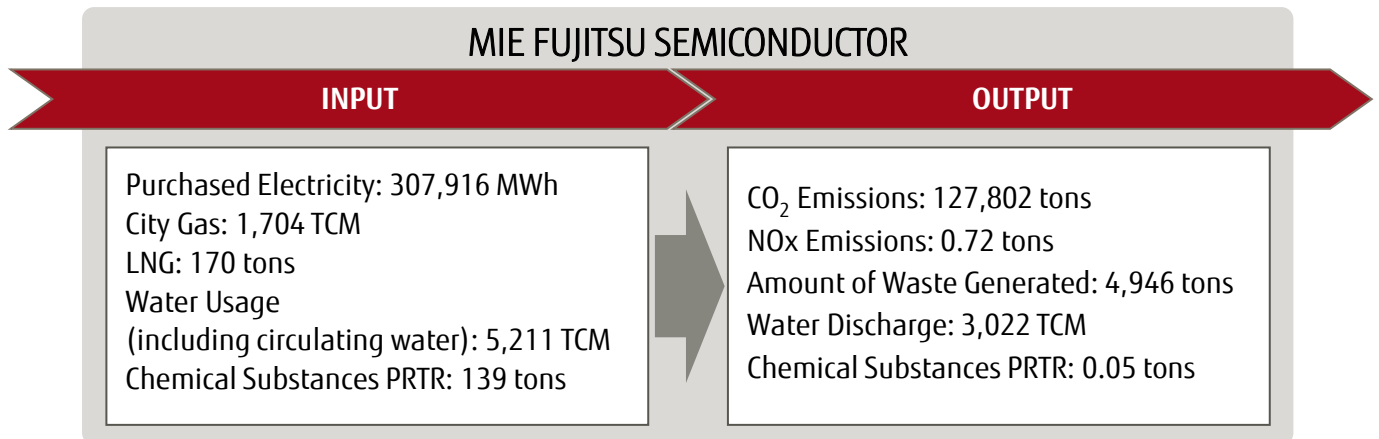 MIE FUJITSU SEMICONDUCTOR
INPUT
OUTPUT
Purchased Electricity: 307,916 MWh
City Gas: 1,704 TCM
LNG: 170 tons
Water Usage
(including circulating water): 5,211 TCM
Chemical Substances PRTR: 139 tons
CO₂ Emissions: 127,802 tons
NOx Emissions: 0.72 tons
Amount of Waste Generated: 4,946 tons
Water Discharge: 3,022 TCM
Chemical Substances PRTR: 0.05 tons